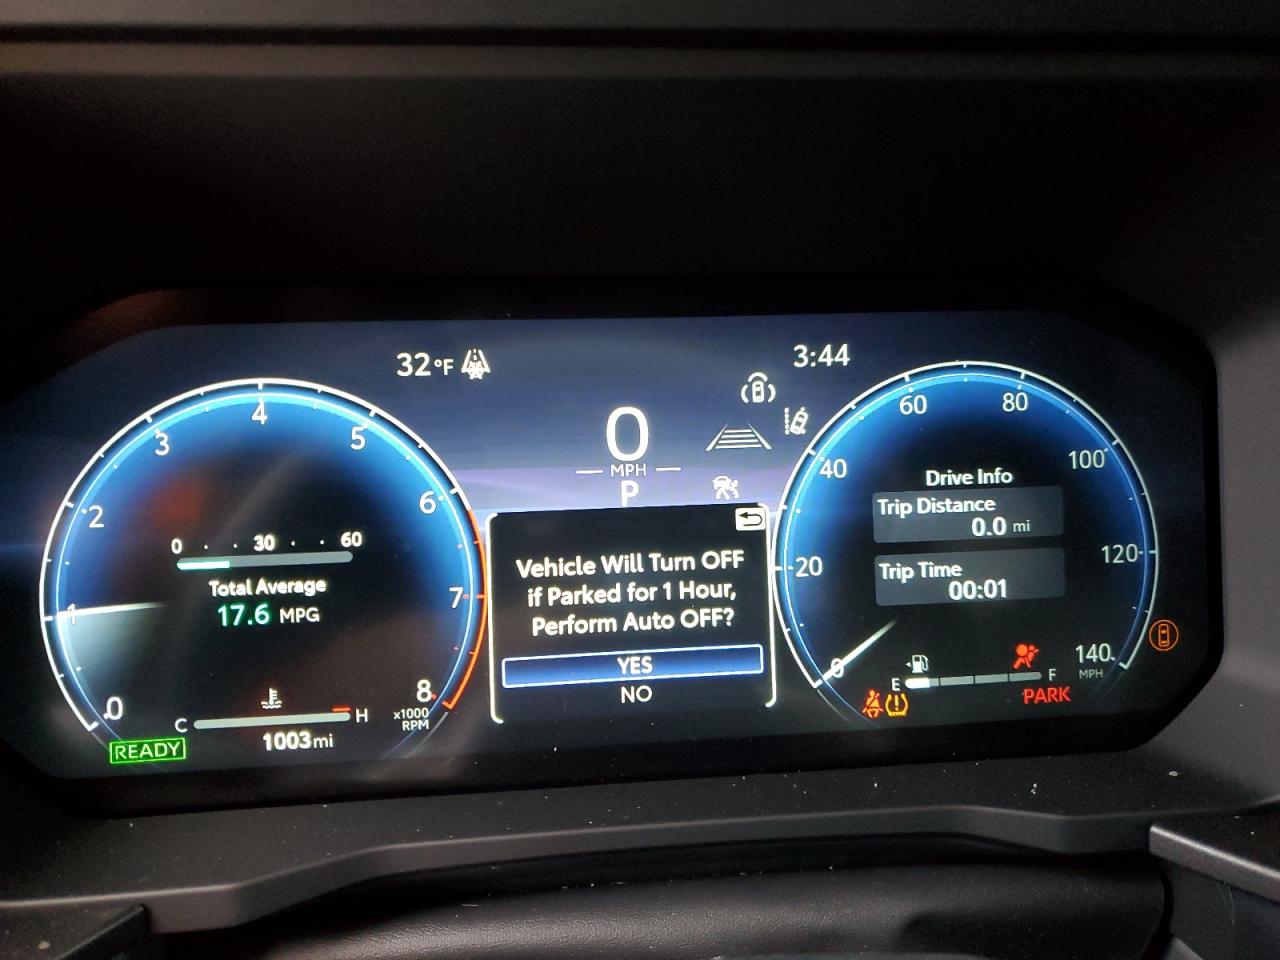 32°F
3:44
0
MPH
P
0
1
2
3
4
5
6
7
8
x1000
RPM
0 30 60
Total Average
17.6 MPG
C H
1003 mi
READY
Vehicle Will Turn OFF
if Parked for 1 Hour,
Perform Auto OFF?
YES
NO
0
20
40
60
80
100
120
140
MPH
Drive Info
Trip Distance
0.0 mi
Trip Time
00:01
E F
PARK